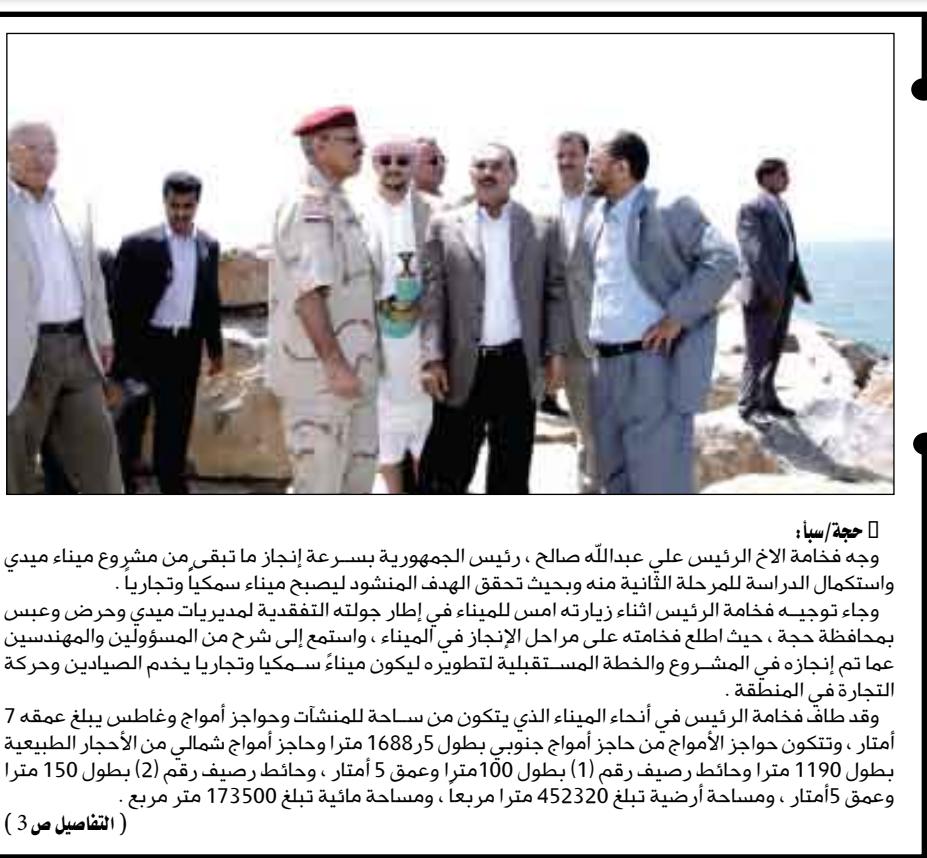 حجة/سبأ:
وجه فخامة الاخ الرئيس علي عبدالله صالح ، رئيس الجمهورية بسـرعة إنجاز ما تبقى من مشروع ميناء ميدي
واستكمال الدراسة للمرحلة الثانية منه وبحيث تحقق الهدف المنشود ليصبح ميناء سمكياً وتجارياً .
وجاء توجيـه فخامة الرئيس اثناء زيارته امس للميناء في إطار جولته التفقدية لمديريات ميدي وحرض وعبس
بمحافظة حجة ، حيث اطلع فخامته على مراحل الإنجاز في الميناء ، واستمع إلى شرح من المسؤولين والمهندسين
عما تم إنجازه في المشـروع والخطة المسـتقبلية لتطويره ليكون ميناءً سـمكيا وتجاريا يخدم الصيادين وحركة
التجارة في المنطقة .
وقد طاف فخامة الرئيس في أنحاء الميناء الذي يتكون من سـاحة للمنشآت وحواجز أمواج وغاطس يبلغ عمقه 7
أمتار ، وتتكون حواجز الأمواج من حاجز أمواج جنوبي بطول 5ر1688 مترا وحاجز أمواج شمالي من الأحجار الطبيعية
بطول 1190 مترا وحائط رصيف رقم (1) بطول 100مترا وعمق 5 أمتار ، وحائط رصيف رقم (2) بطول 150 مترا
وعمق 5أمتار ، ومساحة أرضية تبلغ 452320 مترا مربعاً ، ومساحة مائية تبلغ 173500 متر مربع .
( التفاصيل ص 3 )